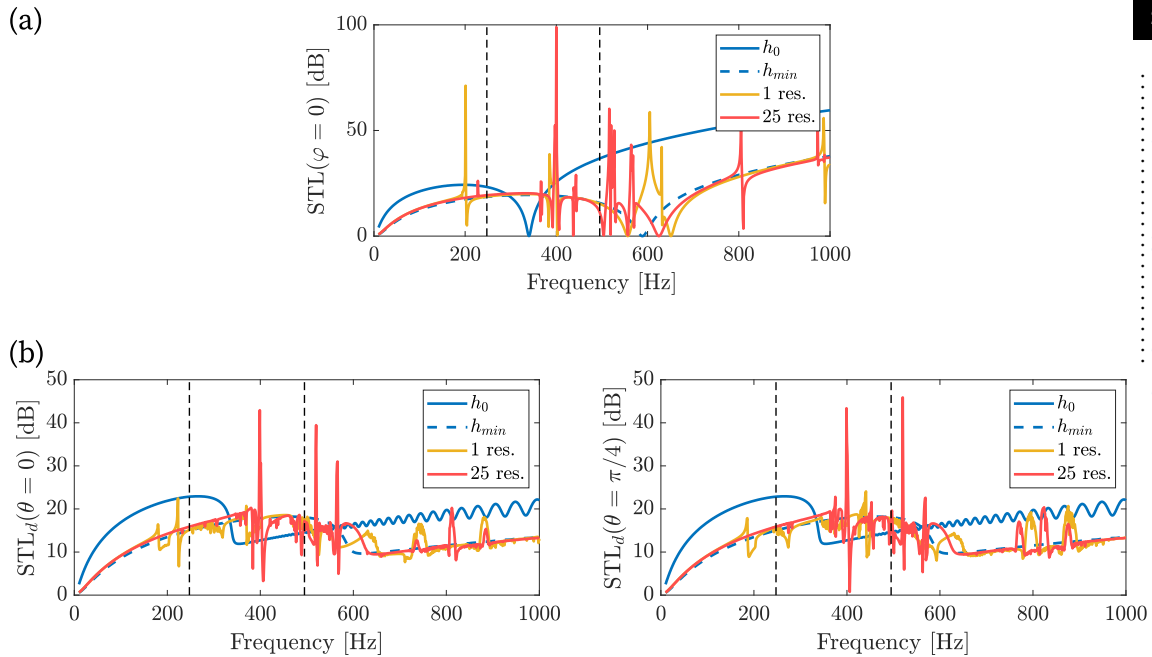 (a)
100
50
0
STL(φ = 0) [dB]
h₀
hₘᵢₙ
1 res.
25 res.
0 200 400 600 800 1000
Frequency [Hz]
(b)
50
40
30
20
10
0
STL_d(θ = 0) [dB]
h₀
hₘᵢₙ
1 res.
25 res.
0 200 400 600 800 1000
Frequency [Hz]
50
40
30
20
10
0
STL_d(θ = π/4) [dB]
h₀
hₘᵢₙ
1 res.
25 res.
0 200 400 600 800 1000
Frequency [Hz]